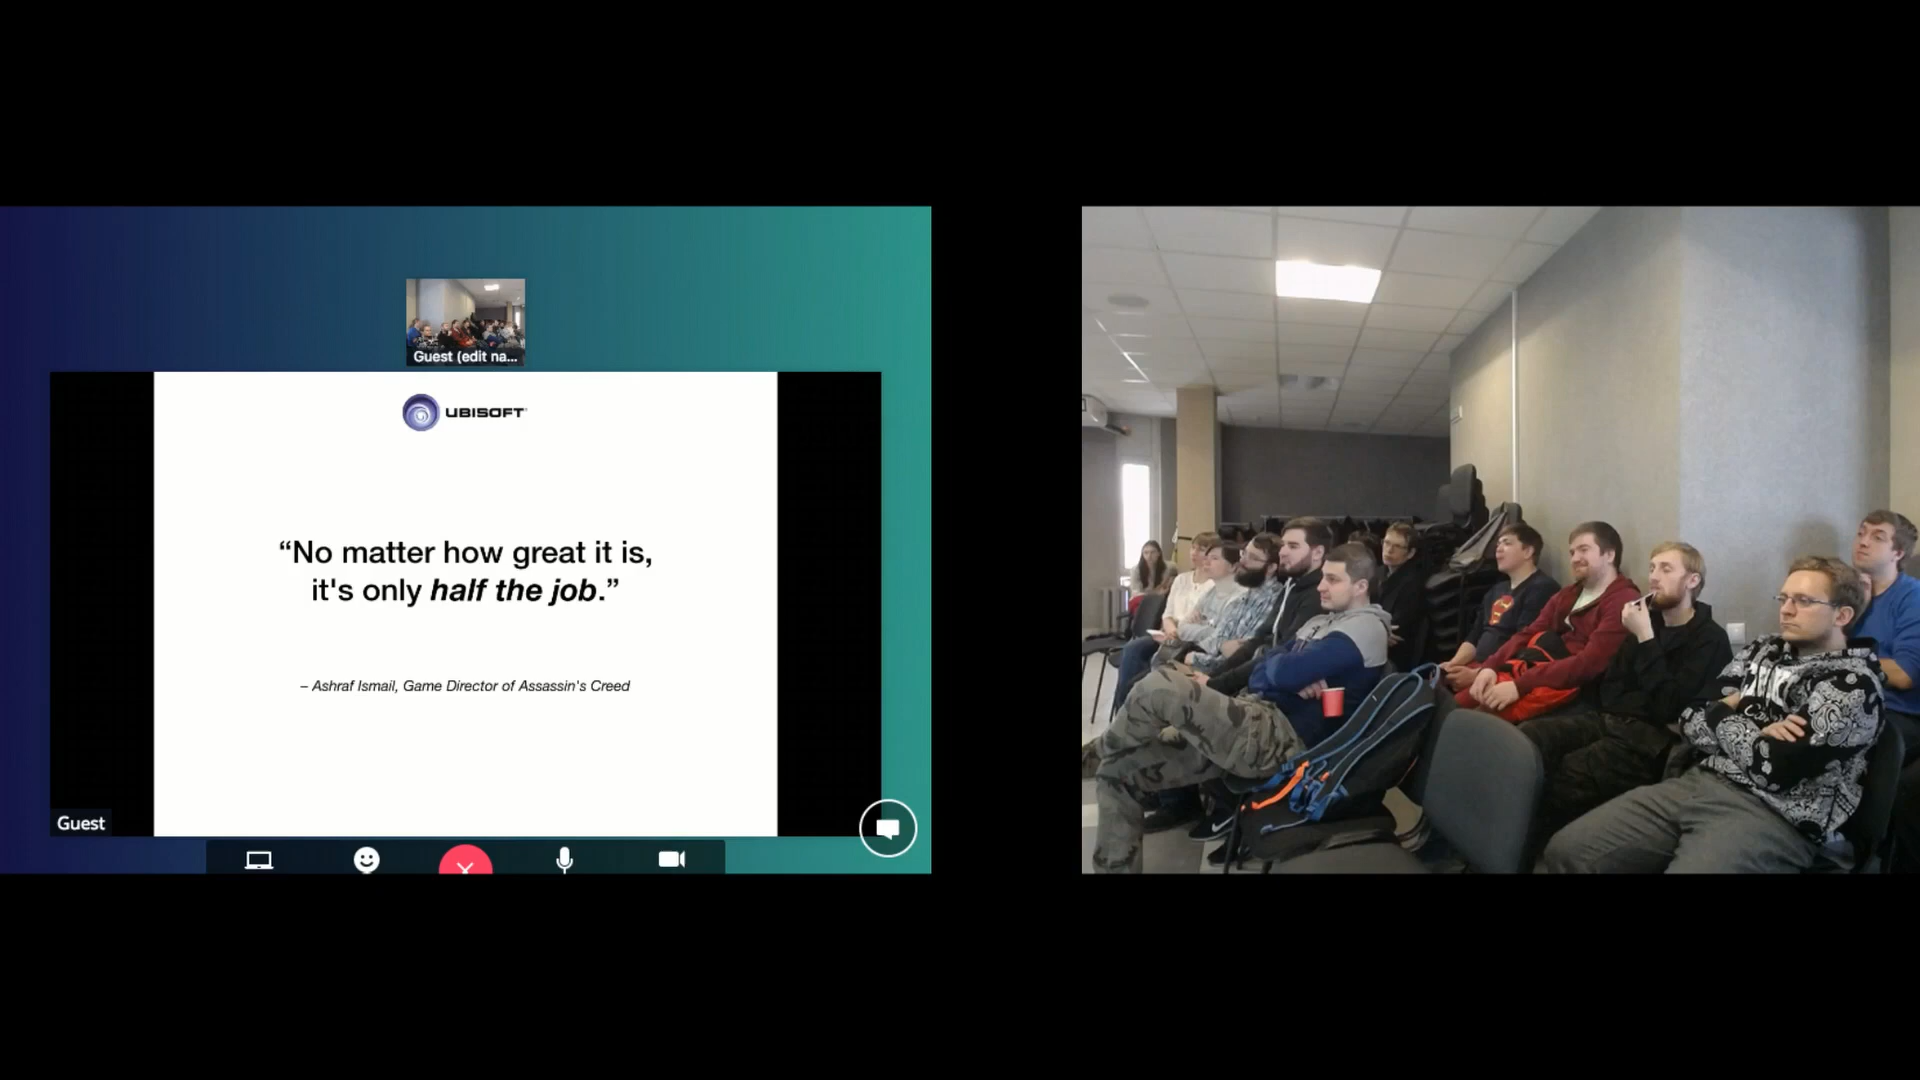 Guest (edit na...
UBISOFT
“No matter how great it is,
it's only half the job.”
– Ashraf Ismail, Game Director of Assassin's Creed
Guest